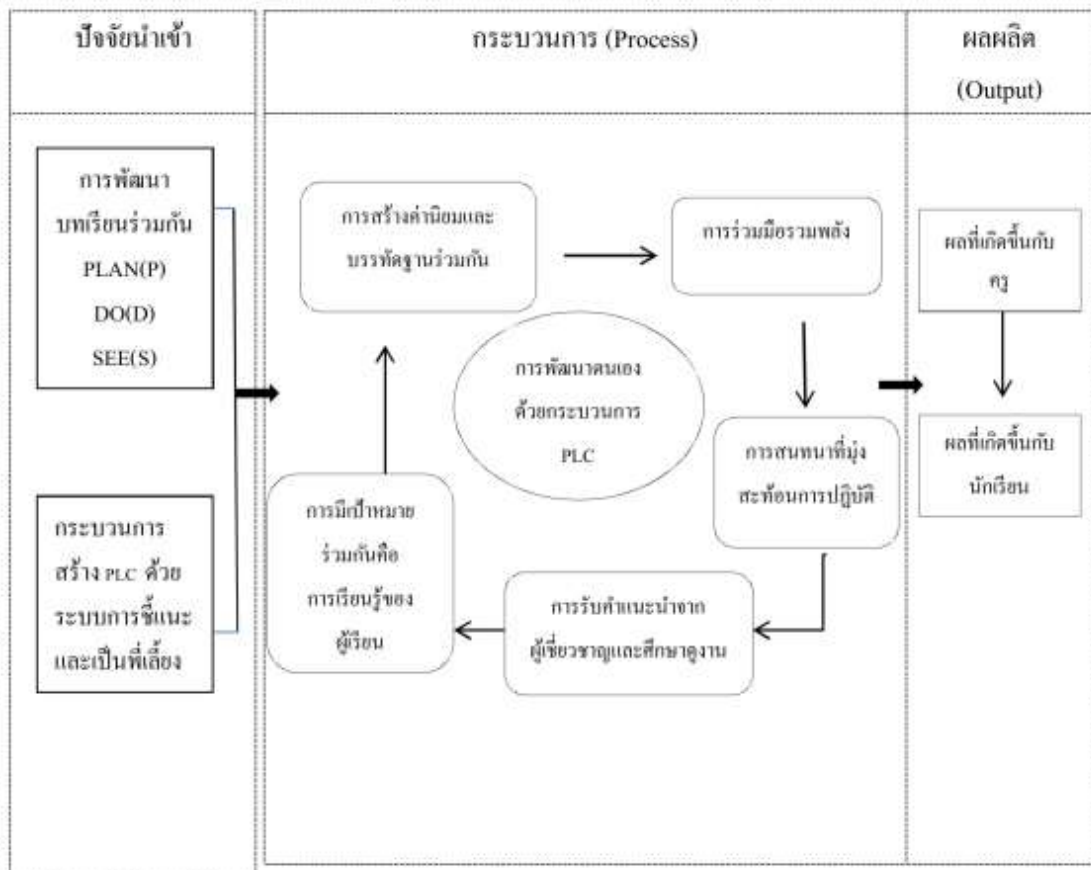 ปัจจัยนำเข้า
กระบวนการ (Process)
ผลผลิต
(Output)
การพัฒนา
บทเรียนร่วมกัน
PLAN(P)
DO(D)
SEE(S)
กระบวนการ
สร้าง PLC ด้วย
ระบบการชี้แนะ
และเป็นพี่เลี้ยง
การสร้างค่านิยมและ
บรรทัดฐานร่วมกัน
การร่วมมือรวมพลัง
การพัฒนาตนเอง
ด้วยกระบวนการ
PLC
การสนทนาที่มุ่ง
สะท้อนการปฏิบัติ
การมีเป้าหมาย
ร่วมกันคือ
การเรียนรู้ของ
ผู้เรียน
การรับคำแนะนำจาก
ผู้เชี่ยวชาญและศึกษาดูงาน
ผลที่เกิดขึ้นกับ
ครู
ผลที่เกิดขึ้นกับ
นักเรียน